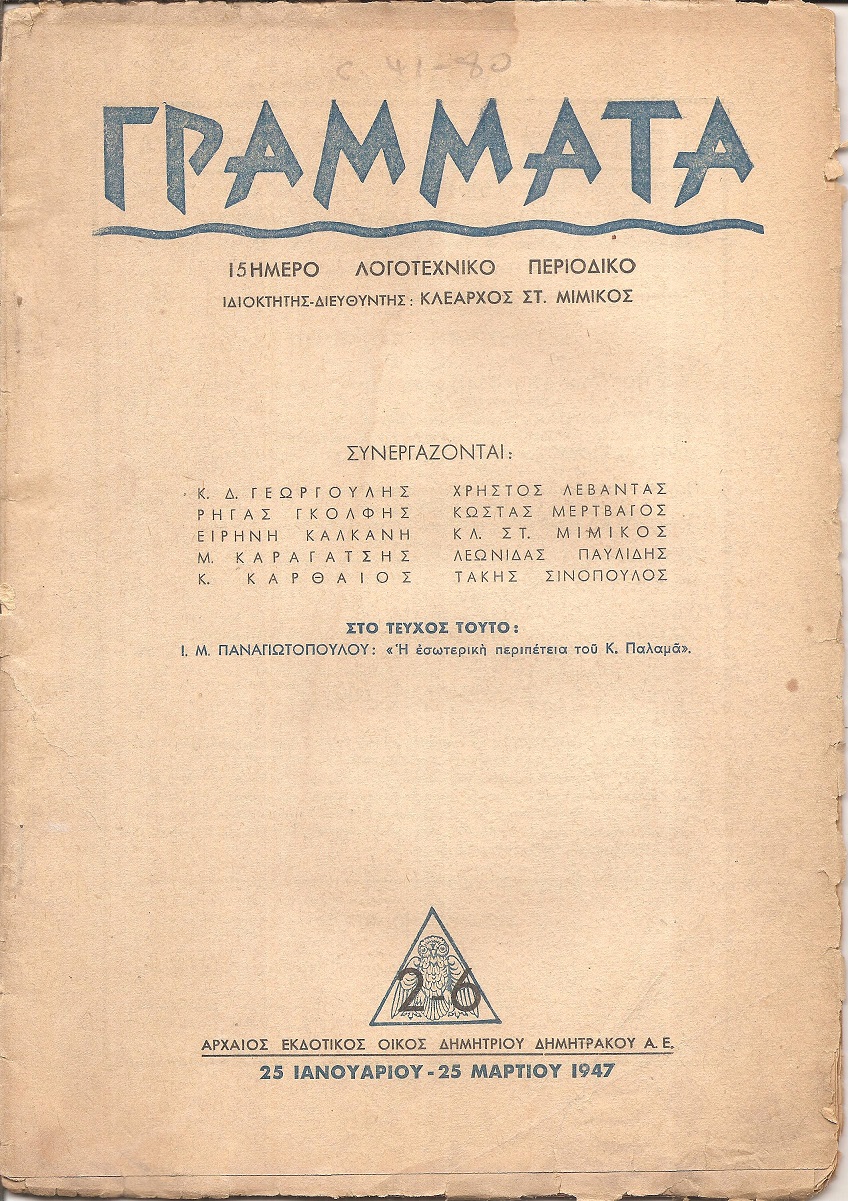 c 41-80
ΓΡΑΜΜΑΤΑ
15ΗΜΕΡΟ ΛΟΓΟΤΕΧΝΙΚΟ ΠΕΡΙΟΔΙΚΟ
ΙΔΙΟΚΤΗΤΗΣ-ΔΙΕΥΘΥΝΤΗΣ: ΚΛΕΑΡΧΟΣ ΣΤ. ΜΙΜΙΚΟΣ
ΣΥΝΕΡΓΑΖΟΝΤΑΙ:
Κ. Δ. ΓΕΩΡΓΟΥΛΗΣ ΧΡΗΣΤΟΣ ΛΕΒΑΝΤΑΣ
ΡΗΓΑΣ ΓΚΟΛΦΗΣ ΚΩΣΤΑΣ ΜΕΡΤΒΑΓΟΣ
ΕΙΡΗΝΗ ΚΑΛΚΑΝΗ ΚΛ. ΣΤ. ΜΙΜΙΚΟΣ
Μ. ΚΑΡΑΓΑΤΣΗΣ ΛΕΩΝΙΔΑΣ ΠΑΥΛΙΔΗΣ
Κ. ΚΑΡΘΑΙΟΣ ΤΑΚΗΣ ΣΙΝΟΠΟΥΛΟΣ
ΣΤΟ ΤΕΥΧΟΣ ΤΟΥΤΟ:
Ι. Μ. ΠΑΝΑΓΙΩΤΟΠΟΥΛΟΥ: «Ἡ ἐσωτερικὴ περιπέτεια τοῦ Κ. Παλαμᾶ».
2-6
ΑΡΧΑΙΟΣ ΕΚΔΟΤΙΚΟΣ ΟΙΚΟΣ ΔΗΜΗΤΡΙΟΥ ΔΗΜΗΤΡΑΚΟΥ Α.Ε.
25 ΙΑΝΟΥΑΡΙΟΥ - 25 ΜΑΡΤΙΟΥ 1947